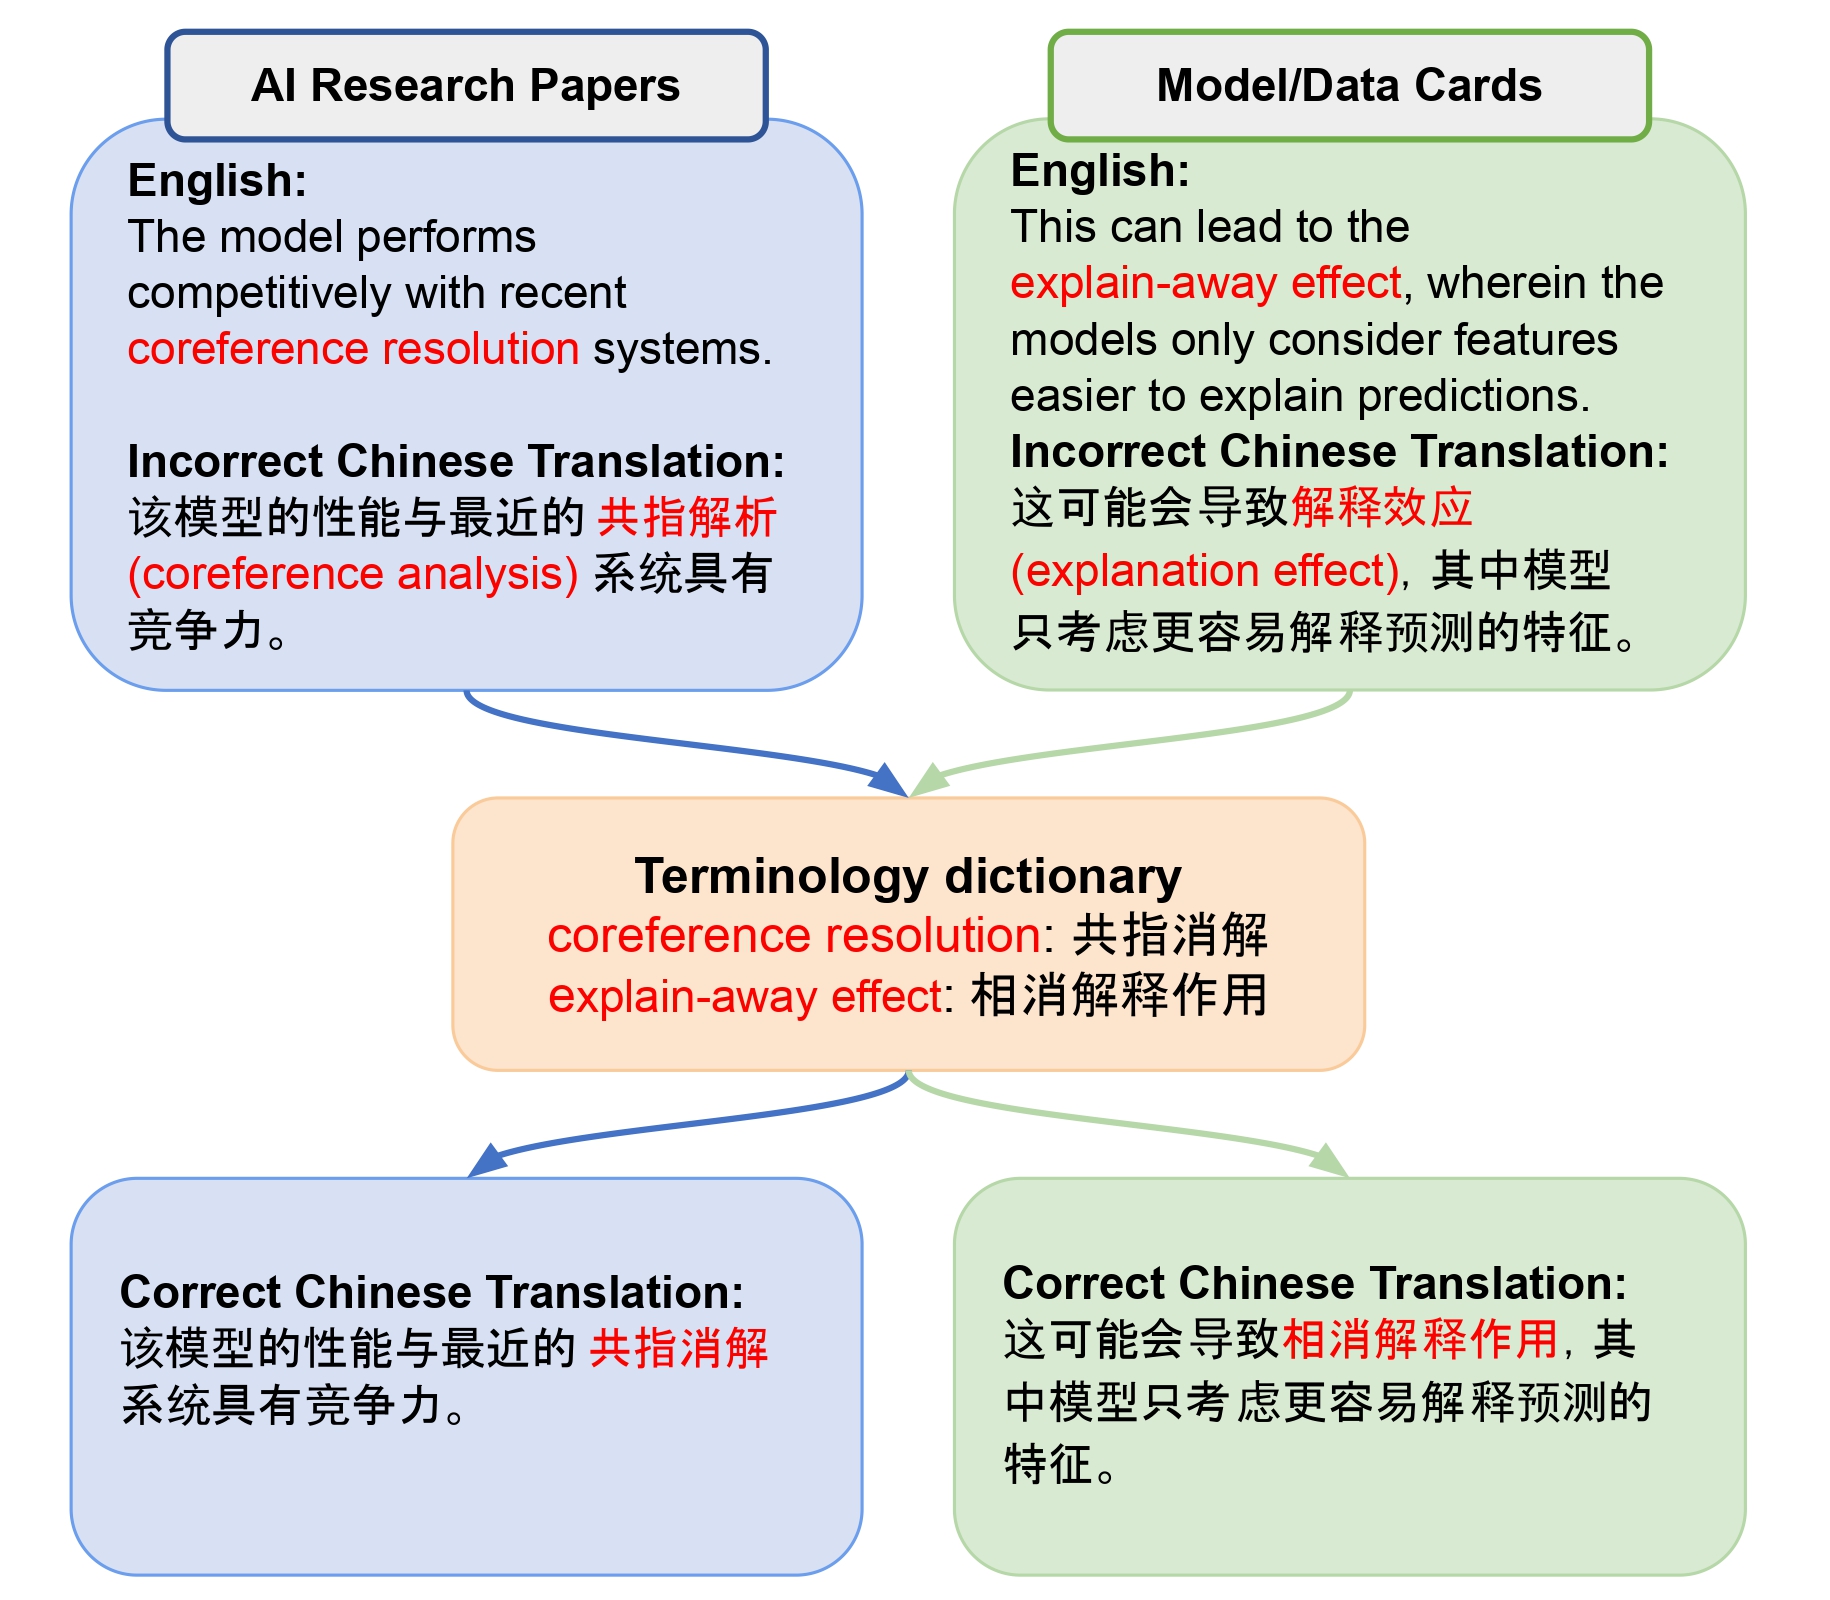 AI Research Papers
English:
The model performs
competitively with recent
coreference resolution systems.
Incorrect Chinese Translation:
该模型的性能与最近的 共指解析
(coreference analysis) 系统具有
竞争力。
Model/Data Cards
English:
This can lead to the
explain-away effect, wherein the
models only consider features
easier to explain predictions.
Incorrect Chinese Translation:
这可能会导致解释效应
(explanation effect), 其中模型
只考虑更容易解释预测的特征。
Terminology dictionary
coreference resolution: 共指消解
explain-away effect: 相消解释作用
Correct Chinese Translation:
该模型的性能与最近的 共指消解
系统具有竞争力。
Correct Chinese Translation:
这可能会导致相消解释作用, 其
中模型只考虑更容易解释预测的
特征。